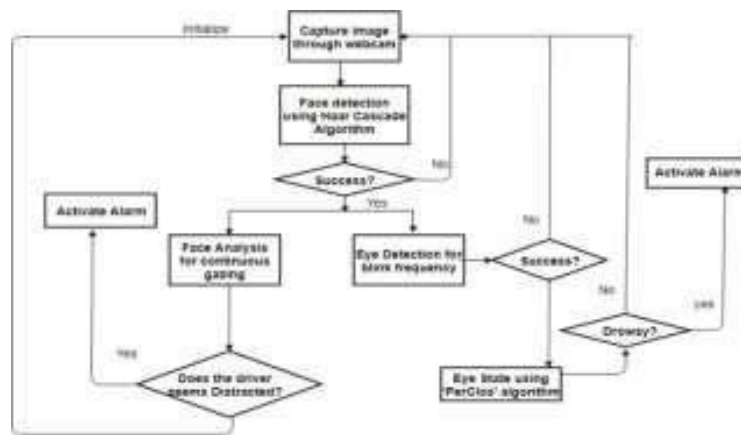 Initialize
Capture image
through webcam
Face detection
using Haar Cascade
Algorithm
No
Success?
Yes
Activate Alarm
Activate Alarm
Face Analysis
for continuous
Eye Detection for
blink frequency
No
Success?
No
yes
Drowsy?
Yes
Does the driver
seems Distracted?
Eye State using
'PerClos' algorithm